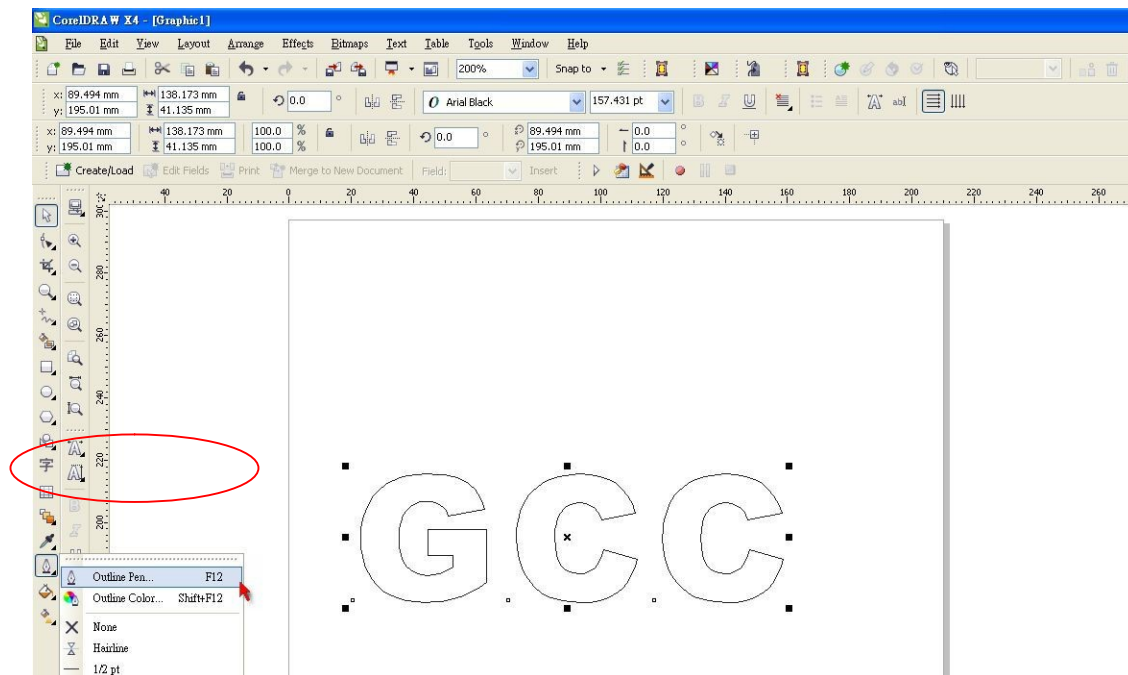 CorelDRAW X4 - [Graphic1]
File Edit View Layout Arrange Effects Bitmaps Text Table Tools Window Help
200% Snap to
x: 89.494 mm 138.173 mm 0.0 ° O Arial Black 157.431 pt U A abI
y: 195.01 mm 41.135 mm
x: 89.494 mm 138.173 mm 100.0 % 0.0 ° 89.494 mm 0.0 °
y: 195.01 mm 41.135 mm 100.0 % 195.01 mm 0.0 °
Create/Load Edit Fields Print Merge to New Document Field: Insert
40 20 0 20 40 60 80 100 120 140 160 180 200 220 240 260
300
280
260
240
220
字
200
GCC
Outline Pen... F12
Outline Color... Shift+F12
None
Hairline
1/2 pt